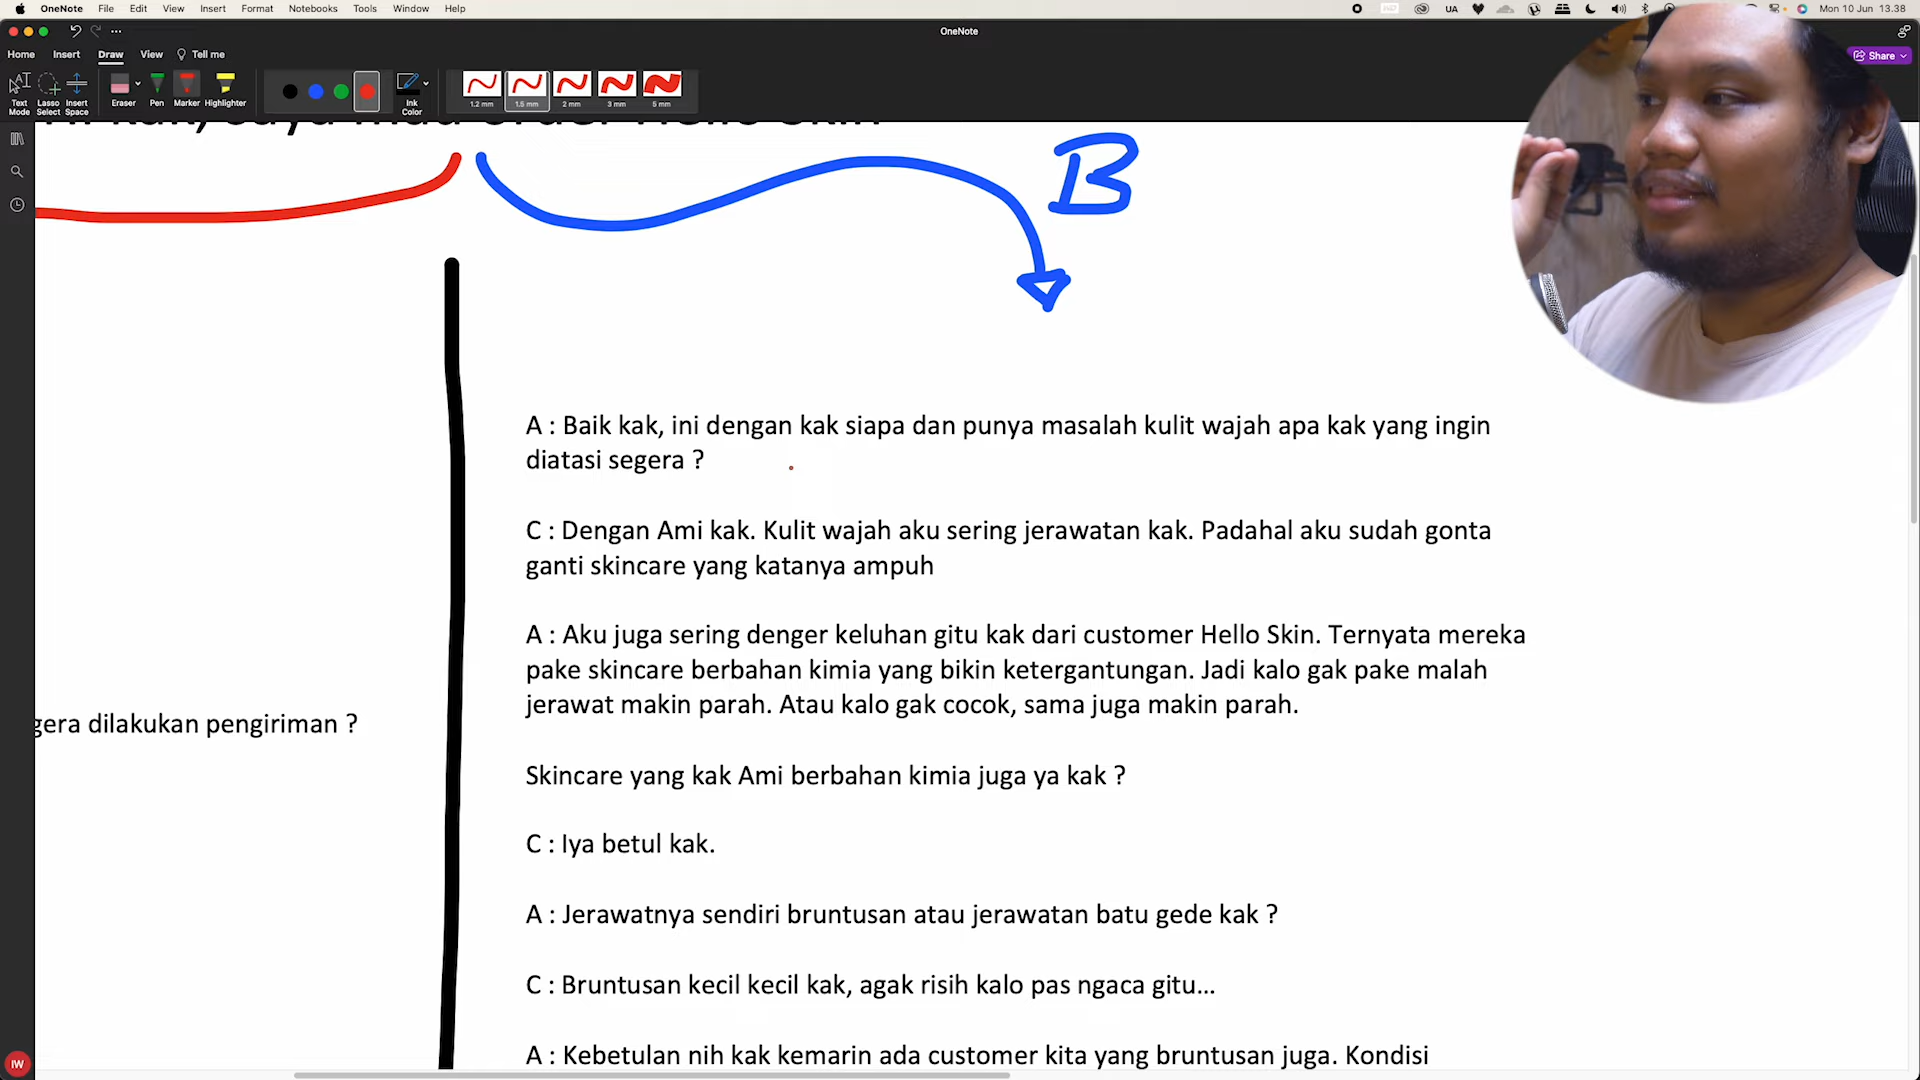 OneNote File Edit View Insert Format Notebooks Tools Window Help
UA
Mon 10 Jun 13.38
OneNote
Home Insert Draw View Tell me
Share
Text Mode
Lasso Select
Insert Space
Eraser
Pen
Marker
Highlighter
Ink Color
1.2 mm
1.5 mm
2 mm
3 mm
5 mm
B
A : Baik kak, ini dengan kak siapa dan punya masalah kulit wajah apa kak yang ingin
diatasi segera ?
C : Dengan Ami kak. Kulit wajah aku sering jerawatan kak. Padahal aku sudah gonta
ganti skincare yang katanya ampuh
A : Aku juga sering denger keluhan gitu kak dari customer Hello Skin. Ternyata mereka
pake skincare berbahan kimia yang bikin ketergantungan. Jadi kalo gak pake malah
jerawat makin parah. Atau kalo gak cocok, sama juga makin parah.
gera dilakukan pengiriman ?
Skincare yang kak Ami berbahan kimia juga ya kak ?
C : Iya betul kak.
A : Jerawatnya sendiri bruntusan atau jerawatan batu gede kak ?
C : Bruntusan kecil kecil kak, agak risih kalo pas ngaca gitu...
A : Kebetulan nih kak kemarin ada customer kita yang bruntusan juga. Kondisi
IW